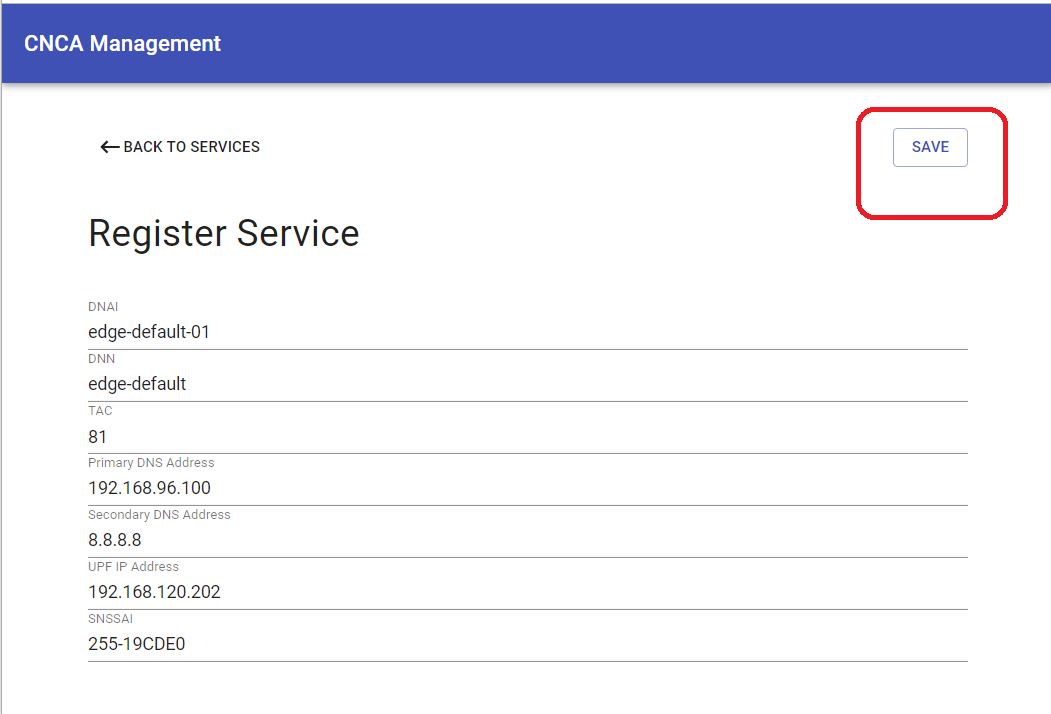 CNCA Management
BACK TO SERVICES
SAVE
Register Service
DNAI
edge-default-01
DNN
edge-default
TAC
81
Primary DNS Address
192.168.96.100
Secondary DNS Address
8.8.8.8
UPF IP Address
192.168.120.202
SNSSAI
255-19CDE0